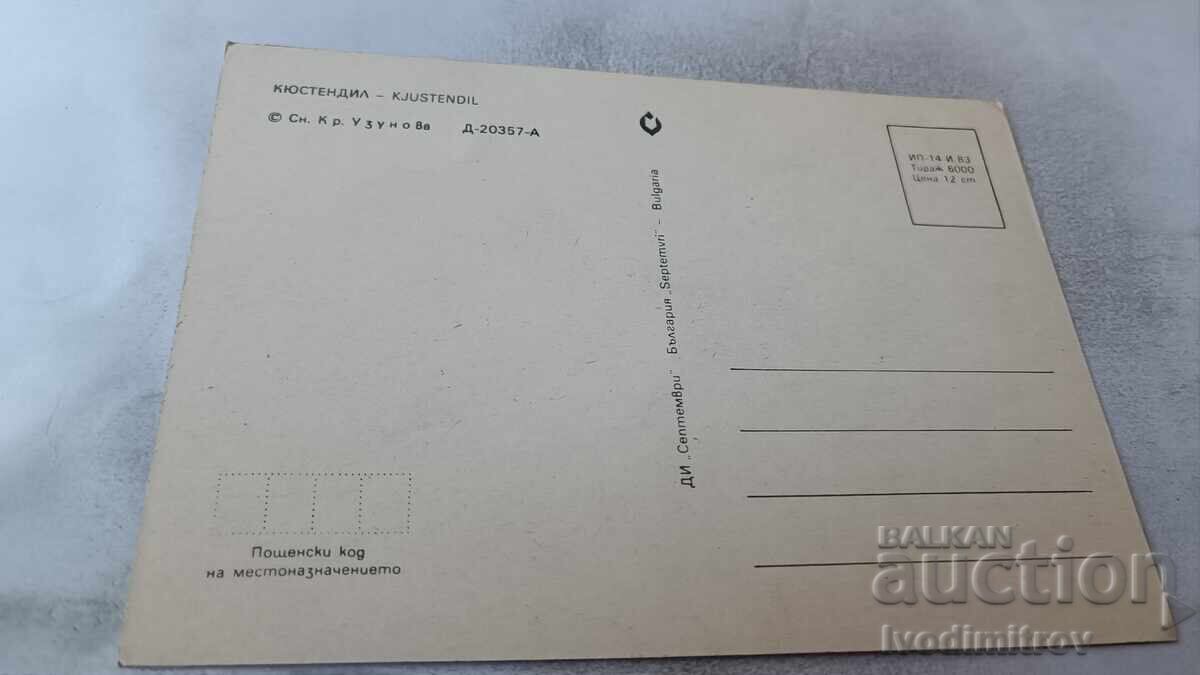 КЮСТЕНДИЛ – KJUSTENDIL
© Сн. Кр. Узунова Д-20357-А
ИП-14-И.83
Тираж 6000
Цена 12 ст
ДИ „Септември" България „Septemvri" – Bulgaria
Пощенски код
на местоназначението
BALKAN
auction
Ivodimitrov